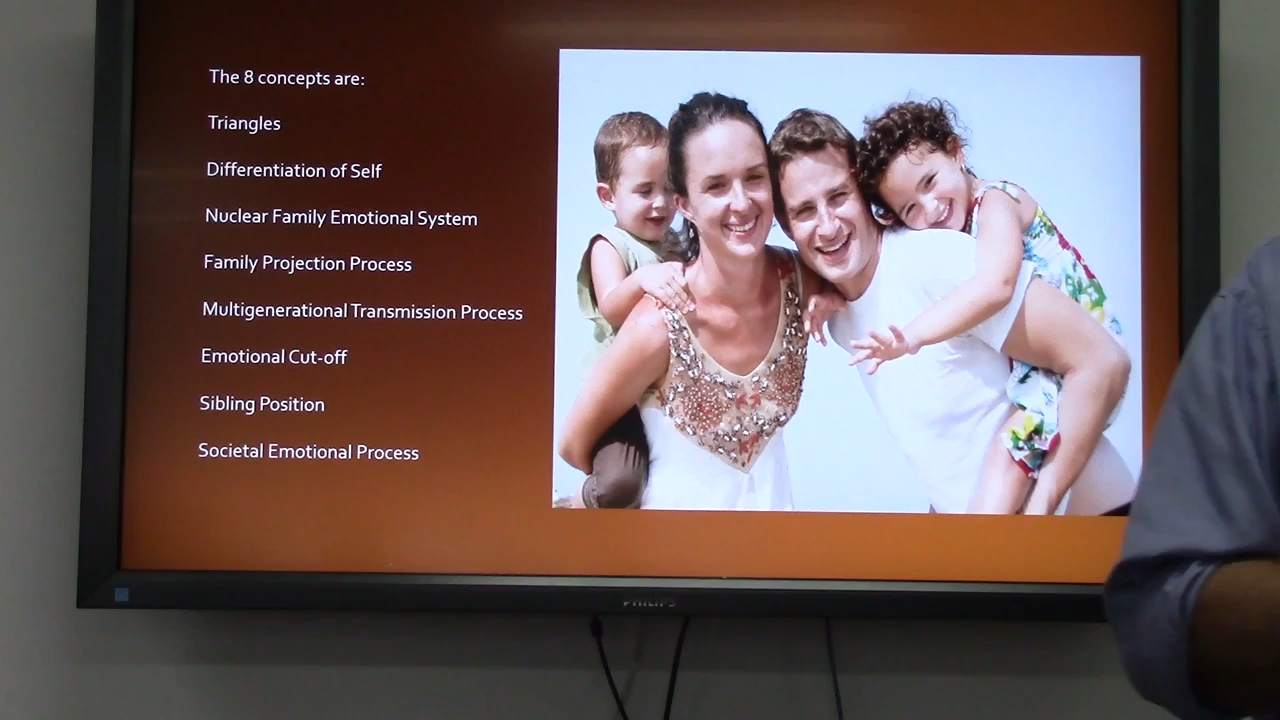 The 8 concepts are:
Triangles
Differentiation of Self
Nuclear Family Emotional System
Family Projection Process
Multigenerational Transmission Process
Emotional Cut-off
Sibling Position
Societal Emotional Process
PHILIPS